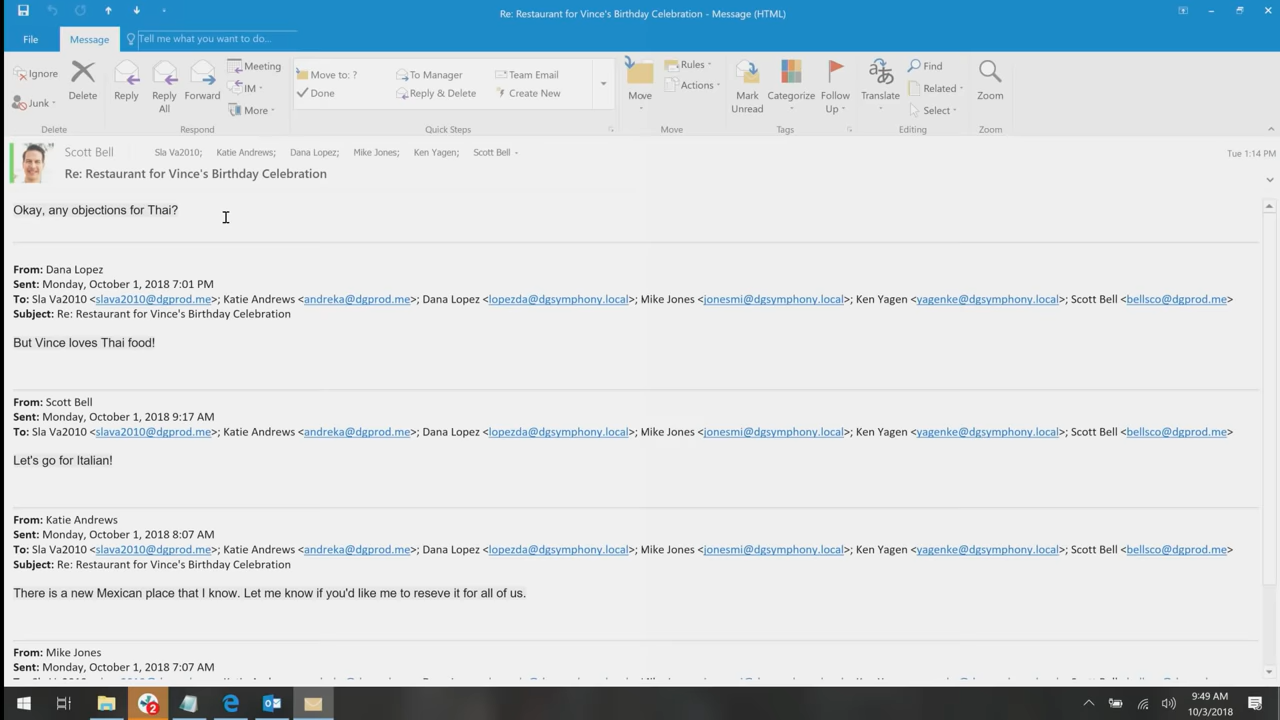 Re: Restaurant for Vince's Birthday Celebration - Message (HTML)
File Message Tell me what you want to do...
Ignore
Junk
Delete
Reply
Reply All
Forward
Meeting
IM
More
Move to: ?
Done
To Manager
Reply & Delete
Team Email
Create New
Move
Rules
Actions
Mark Unread
Categorize
Follow Up
Translate
Find
Related
Select
Zoom
Delete Respond Quick Steps Move Tags Editing Zoom
Scott Bell Sla Va2010; Katie Andrews; Dana Lopez; Mike Jones; Ken Yagen; Scott Bell Tue 1:14 PM
Re: Restaurant for Vince's Birthday Celebration
Okay, any objections for Thai?
From: Dana Lopez
Sent: Monday, October 1, 2018 7:01 PM
To: Sla Va2010 <slava2010@dgprod.me>; Katie Andrews <andreka@dgprod.me>; Dana Lopez <lopezda@dgsymphony.local>; Mike Jones <jonesmi@dgsymphony.local>; Ken Yagen <yagenke@dgsymphony.local>; Scott Bell <bellsco@dgprod.me>
Subject: Re: Restaurant for Vince's Birthday Celebration
But Vince loves Thai food!
From: Scott Bell
Sent: Monday, October 1, 2018 9:17 AM
To: Sla Va2010 <slava2010@dgprod.me>; Katie Andrews <andreka@dgprod.me>; Dana Lopez <lopezda@dgsymphony.local>; Mike Jones <jonesmi@dgsymphony.local>; Ken Yagen <yagenke@dgsymphony.local>; Scott Bell <bellsco@dgprod.me>
Let's go for Italian!
From: Katie Andrews
Sent: Monday, October 1, 2018 8:07 AM
To: Sla Va2010 <slava2010@dgprod.me>; Katie Andrews <andreka@dgprod.me>; Dana Lopez <lopezda@dgsymphony.local>; Mike Jones <jonesmi@dgsymphony.local>; Ken Yagen <yagenke@dgsymphony.local>; Scott Bell <bellsco@dgprod.me>
Subject: Re: Restaurant for Vince's Birthday Celebration
There is a new Mexican place that I know. Let me know if you'd like me to reseve it for all of us.
From: Mike Jones
Sent: Monday, October 1, 2018 7:07 AM
2
9:49 AM
10/3/2018